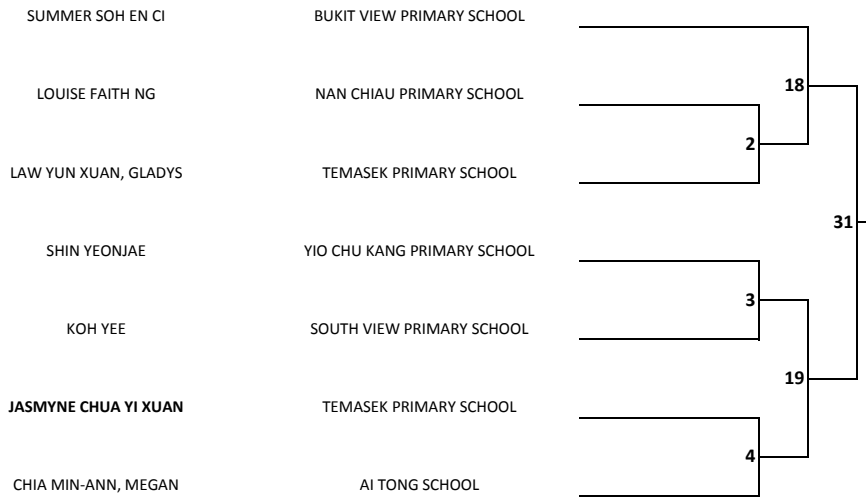 SUMMER SOH EN CI BUKIT VIEW PRIMARY SCHOOL
18
LOUISE FAITH NG NAN CHIAU PRIMARY SCHOOL
2
LAW YUN XUAN, GLADYS TEMASEK PRIMARY SCHOOL
31
SHIN YEONJAE YIO CHU KANG PRIMARY SCHOOL
3
KOH YEE SOUTH VIEW PRIMARY SCHOOL
19
JASMYNE CHUA YI XUAN TEMASEK PRIMARY SCHOOL
4
CHIA MIN-ANN, MEGAN AI TONG SCHOOL